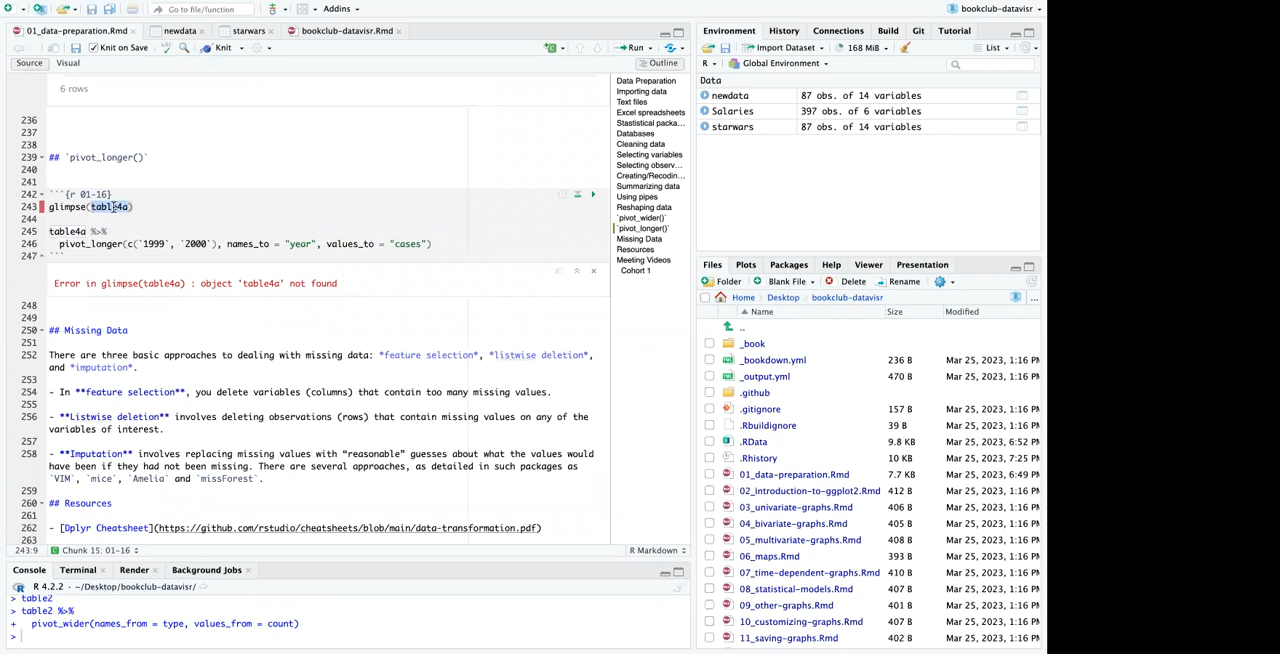 Go to file/function
Addins
bookclub-datavisr
01_data-preparation.Rmd
newdata
starwars
bookclub-datavisr.Rmd
Knit on Save
Knit
Run
Source
Visual
Outline
6 rows
236
237
238
239 ## `pivot_longer()`
240
241
242 ```{r 01-16}
243 glimpse(table4a)
244
245 table4a %>%
246 pivot_longer(c(`1999`, `2000`), names_to = "year", values_to = "cases")
247 ```
Error in glimpse(table4a) : object 'table4a' not found
248
249
250 ## Missing Data
251
252 There are three basic approaches to dealing with missing data: *feature selection*, *listwise deletion*,
and *imputation*.
253
254 - In **feature selection**, you delete variables (columns) that contain too many missing values.
255
256 - **Listwise deletion** involves deleting observations (rows) that contain missing values on any of the
variables of interest.
257
258 - **Imputation** involves replacing missing values with “reasonable” guesses about what the values would
have been if they had not been missing. There are several approaches, as detailed in such packages as
`VIM`, `mice`, `Amelia` and `missForest`.
259
260 ## Resources
261
262 - [Dplyr Cheatsheet](https://github.com/rstudio/cheatsheets/blob/main/data-transformation.pdf)
263
243:9 Chunk 15: 01-16 R Markdown
Data Preparation
Importing data
Text files
Excel spreadsheets
Statistical packa...
Databases
Cleaning data
Selecting variables
Selecting observ...
Creating/Recodin...
Summarizing data
Using pipes
Reshaping data
`pivot_wider()`
`pivot_longer()`
Missing Data
Resources
Meeting Videos
Cohort 1
Console
Terminal
Render
Background Jobs
R 4.2.2 · ~/Desktop/bookclub-datavisr/
> table2
> table2 %>%
+ pivot_wider(names_from = type, values_from = count)
>
Environment
History
Connections
Build
Git
Tutorial
Import Dataset
168 MiB
List
R
Global Environment
Data
newdata 87 obs. of 14 variables
Salaries 397 obs. of 6 variables
starwars 87 obs. of 14 variables
Files
Plots
Packages
Help
Viewer
Presentation
Folder
Blank File
Delete
Rename
Home
Desktop
bookclub-datavisr
...
Name Size Modified
..
_book
_bookdown.yml 236 B Mar 25, 2023, 1:16 PM
_output.yml 470 B Mar 25, 2023, 1:16 PM
.github
.gitignore 157 B Mar 25, 2023, 1:16 PM
.Rbuildignore 39 B Mar 25, 2023, 1:16 PM
.RData 9.8 KB Mar 25, 2023, 6:52 PM
.Rhistory 10 KB Mar 25, 2023, 7:25 PM
01_data-preparation.Rmd 7.7 KB Mar 25, 2023, 6:49 PM
02_introduction-to-ggplot2.Rmd 412 B Mar 25, 2023, 1:16 PM
03_univariate-graphs.Rmd 406 B Mar 25, 2023, 1:16 PM
04_bivariate-graphs.Rmd 405 B Mar 25, 2023, 1:16 PM
05_multivariate-graphs.Rmd 408 B Mar 25, 2023, 1:16 PM
06_maps.Rmd 393 B Mar 25, 2023, 1:16 PM
07_time-dependent-graphs.Rmd 410 B Mar 25, 2023, 1:16 PM
08_statistical-models.Rmd 407 B Mar 25, 2023, 1:16 PM
09_other-graphs.Rmd 401 B Mar 25, 2023, 1:16 PM
10_customizing-graphs.Rmd 407 B Mar 25, 2023, 1:16 PM
11_saving-graphs.Rmd 402 B Mar 25, 2023, 1:16 PM